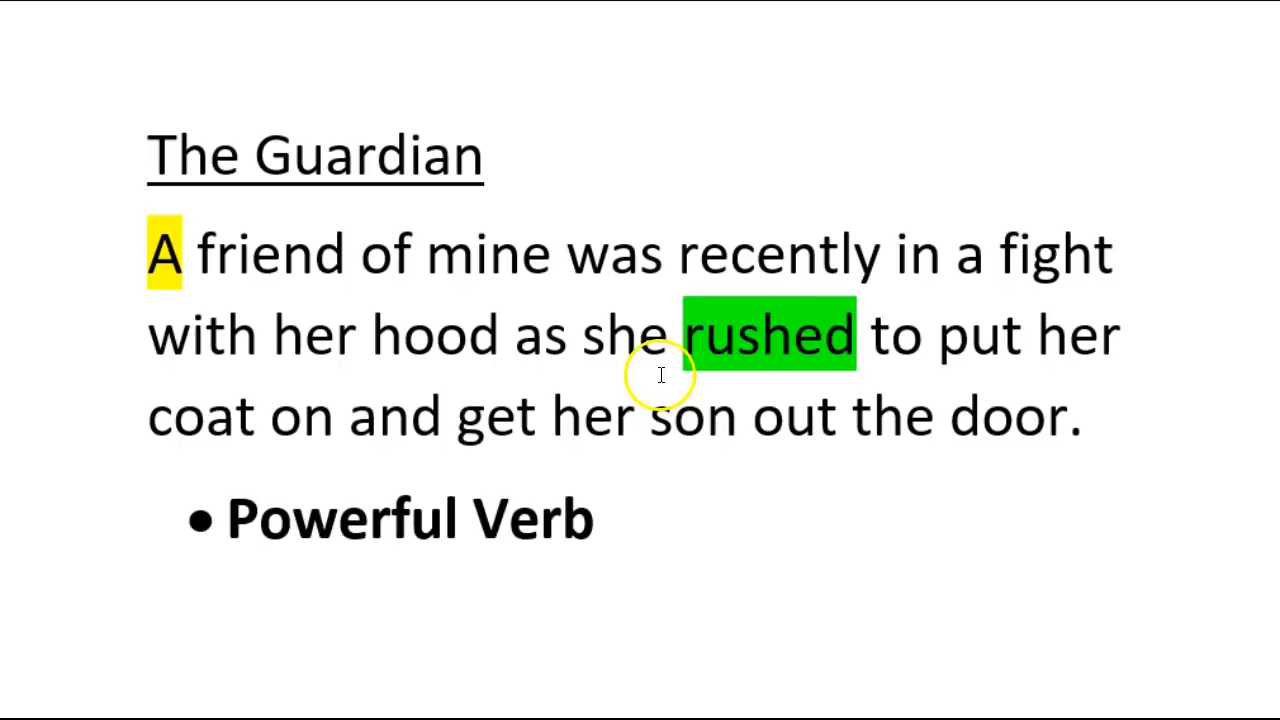 The Guardian
A friend of mine was recently in a fight
with her hood as she rushed to put her
coat on and get her son out the door.
• Powerful Verb